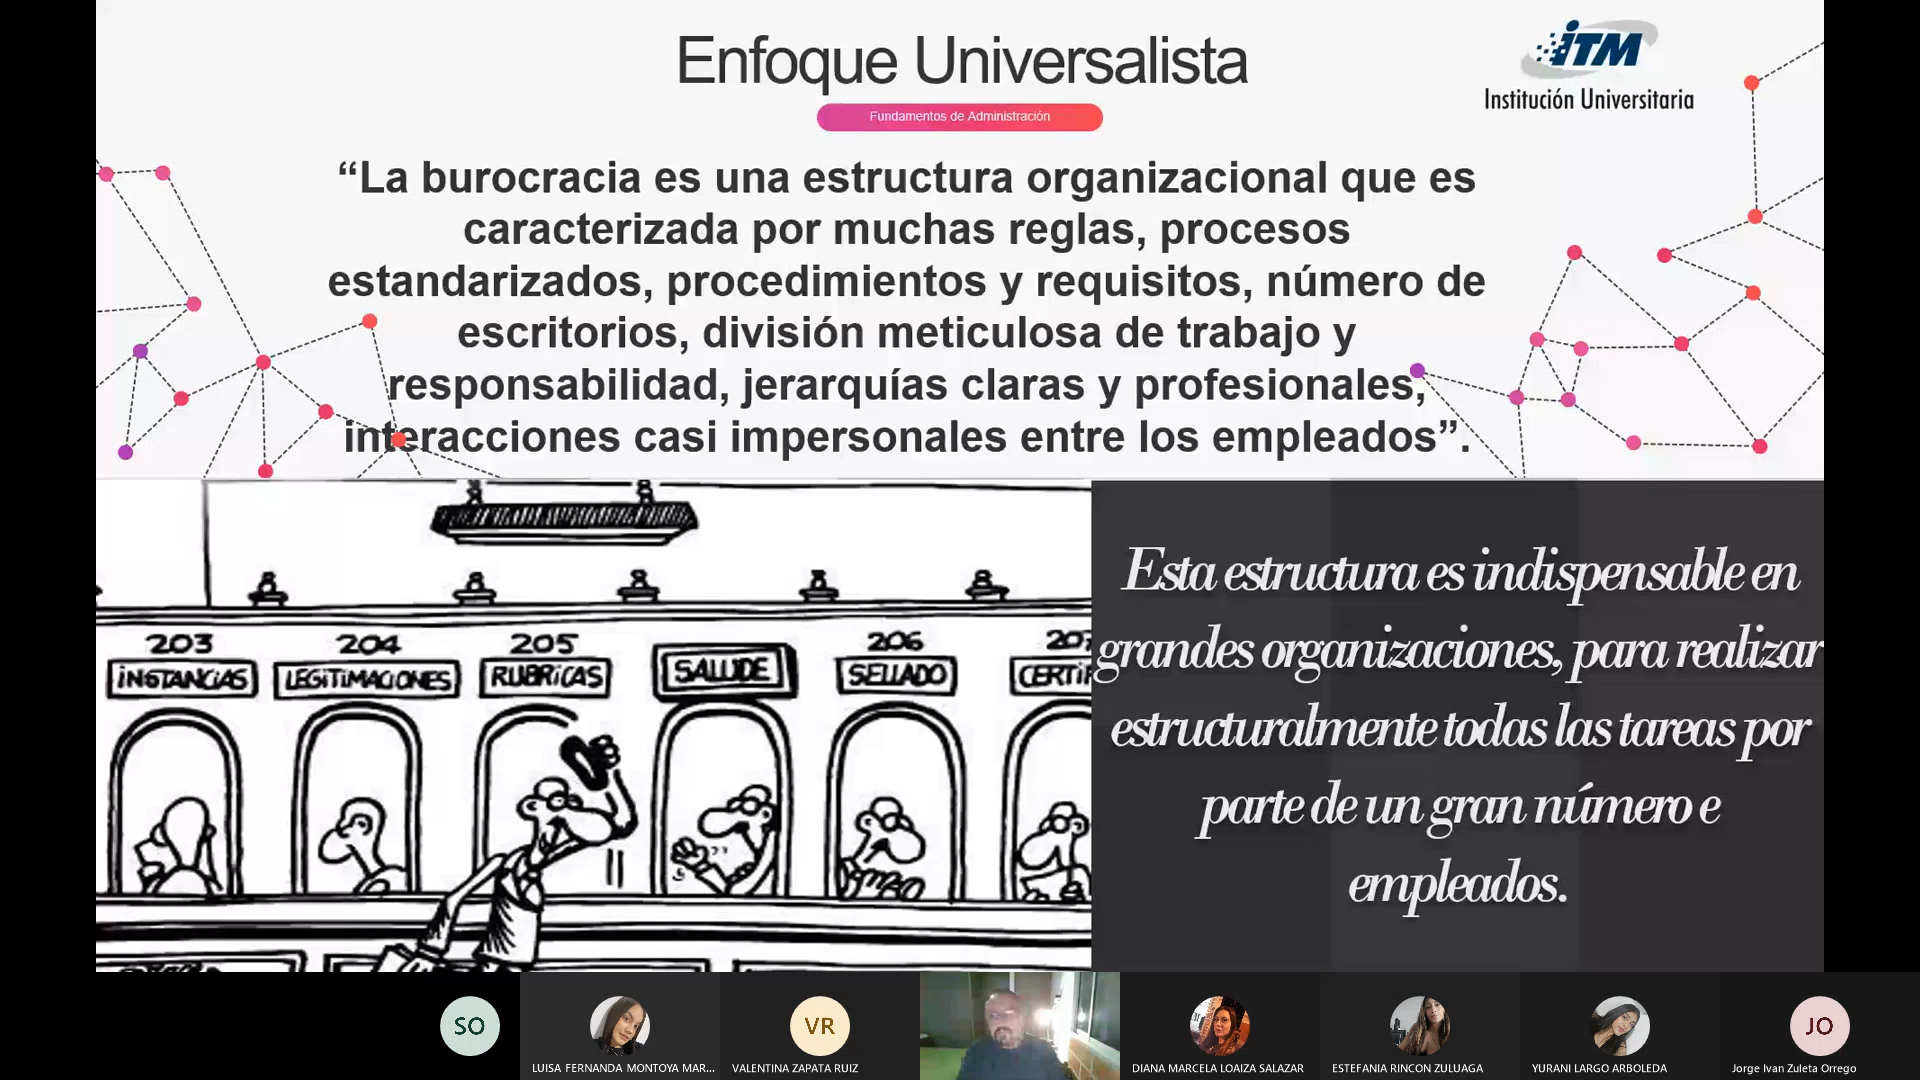 Enfoque Universalista
iTM
Institución Universitaria
Fundamentos de Administración
“La burocracia es una estructura organizacional que es
caracterizada por muchas reglas, procesos
estandarizados, procedimientos y requisitos, número de
escritorios, división meticulosa de trabajo y
responsabilidad, jerarquías claras y profesionales,
interacciones casi impersonales entre los empleados”.
203
204
205
206
207
INSTANCIAS
LEGITIMACIONES
RUBRICAS
SALUDE
SELLADO
CERTIF
Esta estructura es indispensable en
grandes organizaciones, para realizar
estructuralmente todas las tareas por
parte de un gran número e
empleados.
SO
VR
JO
LUISA FERNANDA MONTOYA MAR...
VALENTINA ZAPATA RUIZ
DIANA MARCELA LOAIZA SALAZAR
ESTEFANIA RINCON ZULUAGA
YURANI LARGO ARBOLEDA
Jorge Ivan Zuleta Orrego